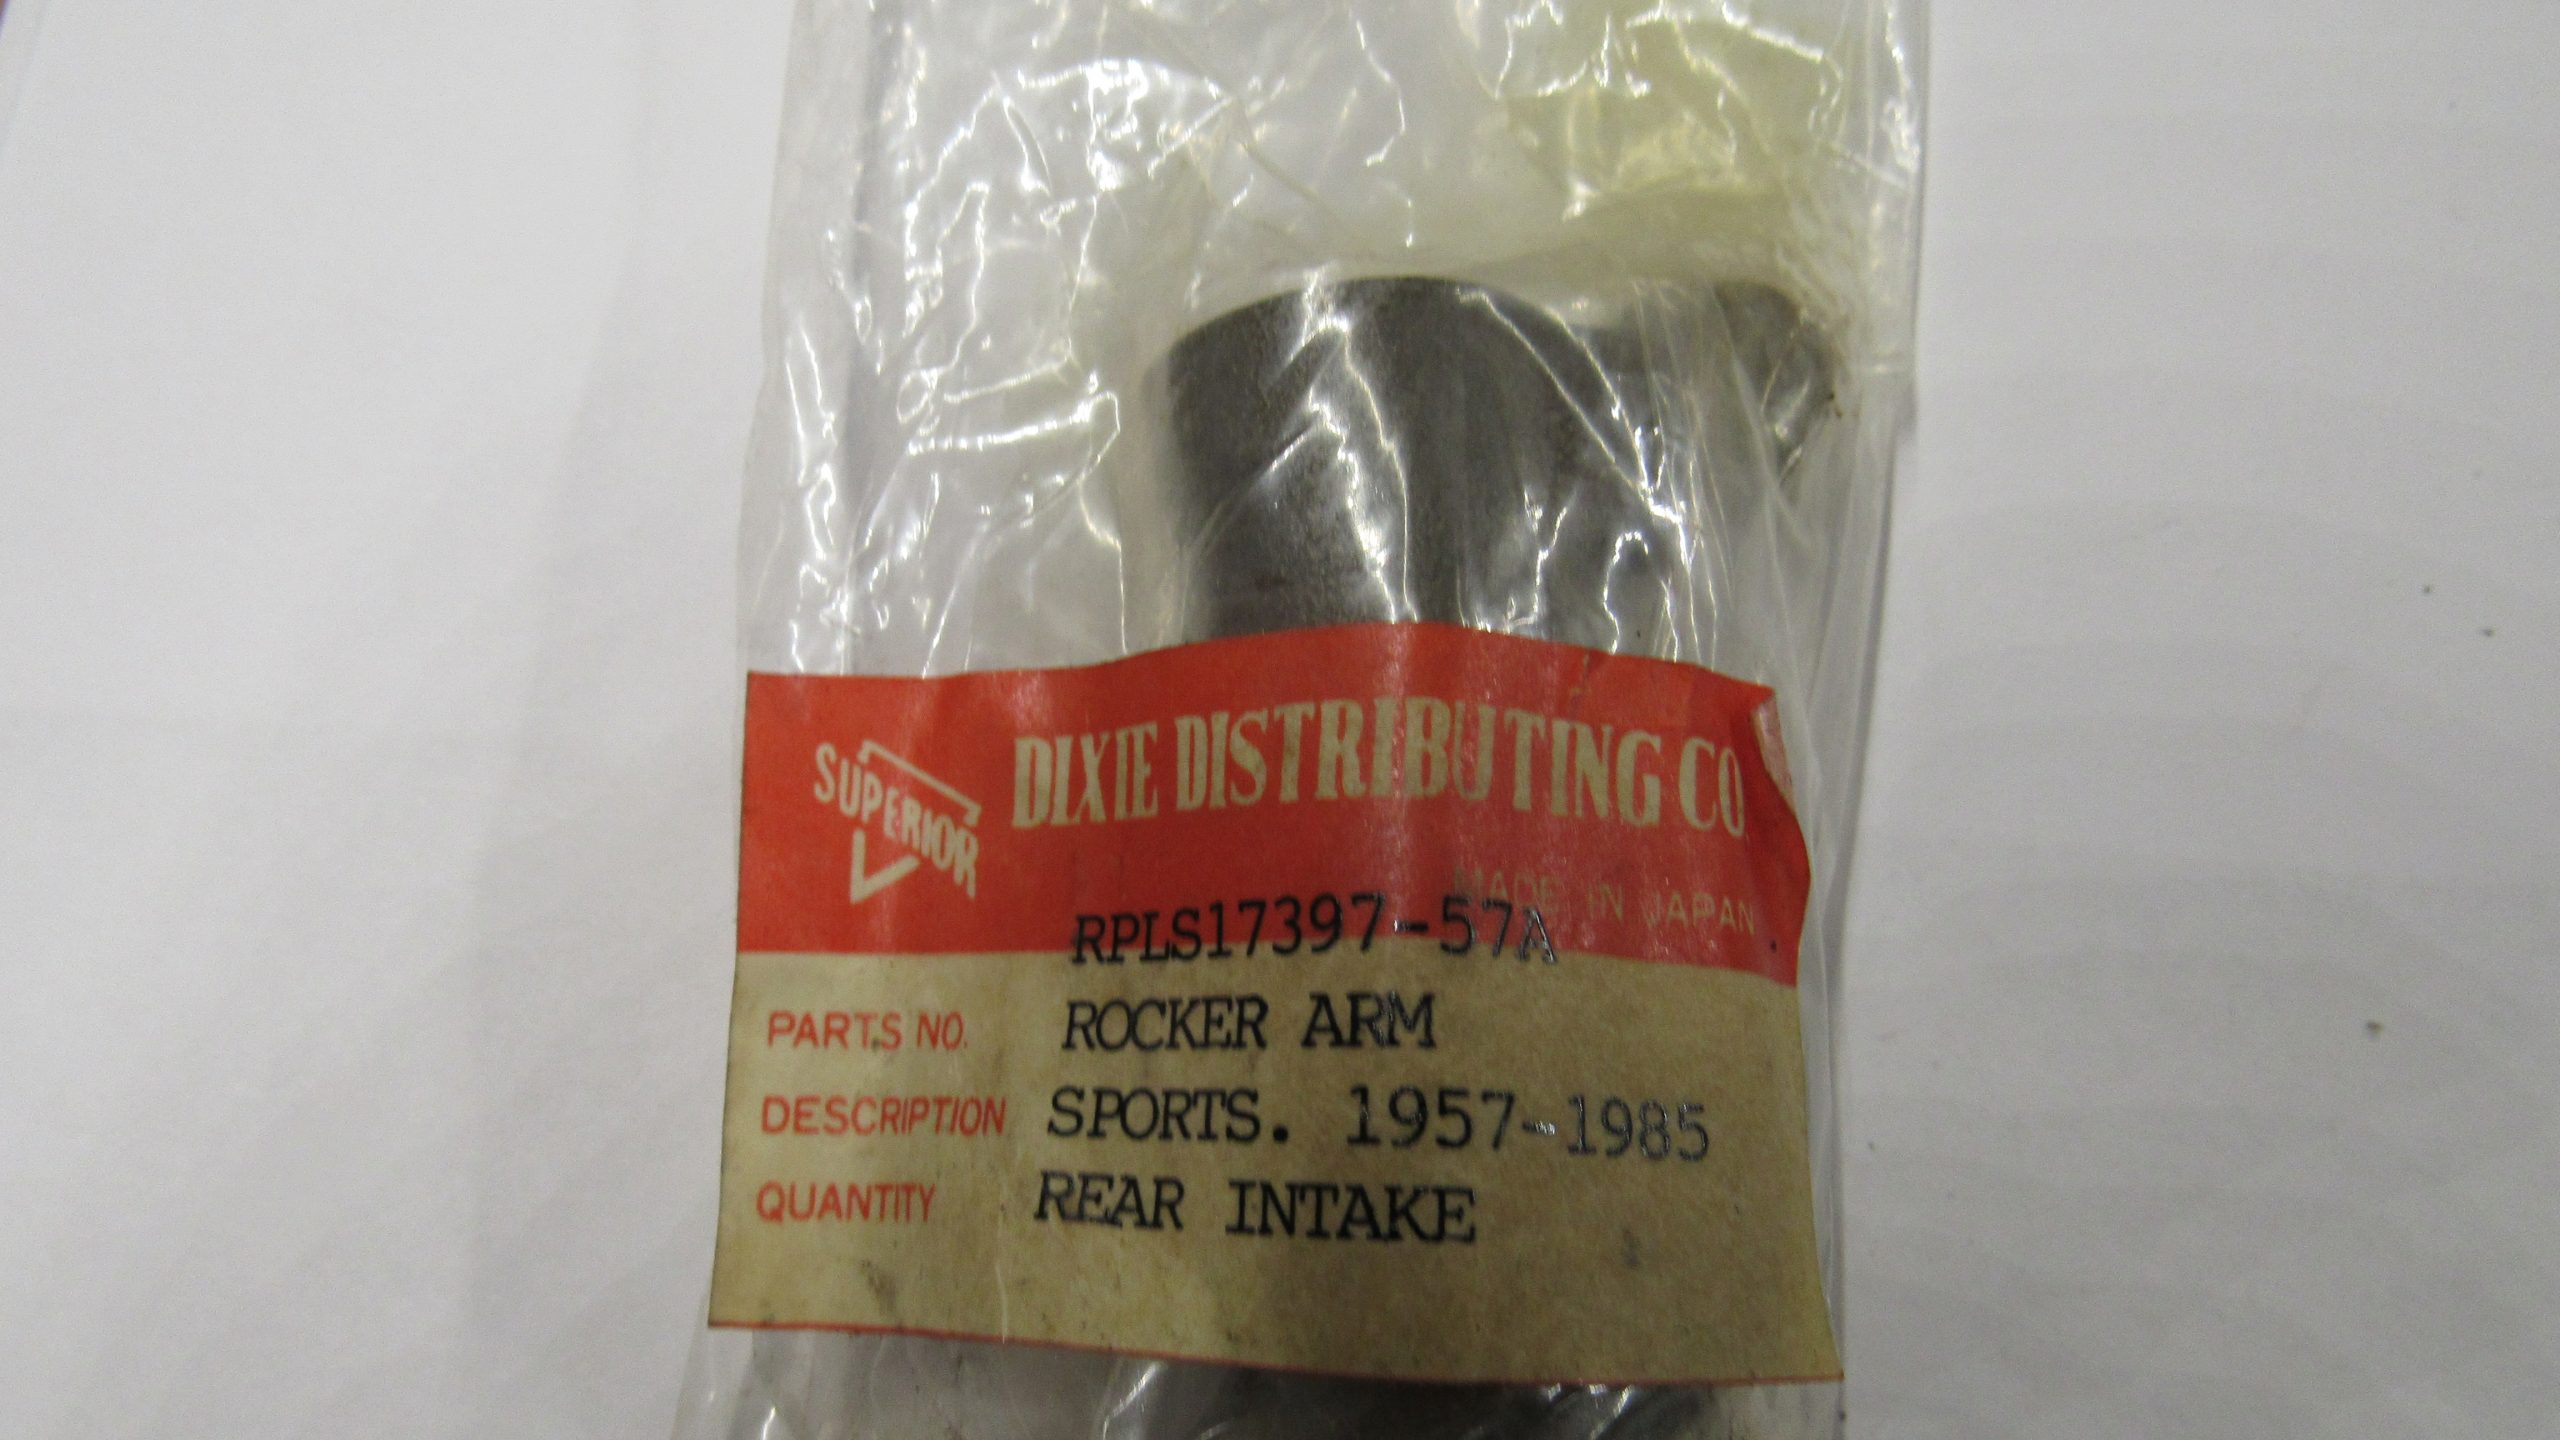 SUPERIOR
DIXIE DISTRIBUTING CO
MADE IN JAPAN
RPLS17397-57A
PARTS NO. ROCKER ARM
DESCRIPTION SPORTS. 1957-1985
QUANTITY REAR INTAKE